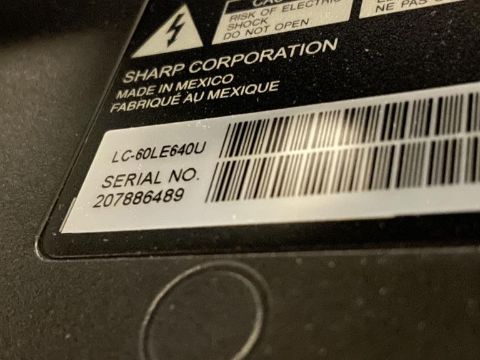 RISK OF ELECTRIC
SHOCK
DO NOT OPEN
NE PAS
SHARP CORPORATION
MADE IN MEXICO
FABRIQUÉ AU MEXIQUE
LC-60LE640U
SERIAL NO.
207886489